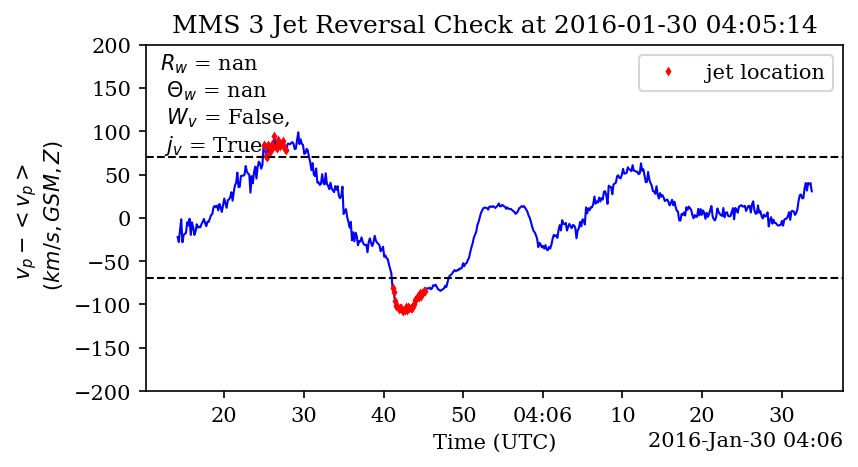 MMS 3 Jet Reversal Check at 2016-01-30 04:05:14
R_w = nan
Θ_w = nan
W_v = False,
j_v = True
jet location
v_p − < v_p >
(km/s, GSM, Z)
200
150
100
50
0
−50
−100
−150
−200
20 30 40 50 04:06 10 20 30
Time (UTC)
2016-Jan-30 04:06